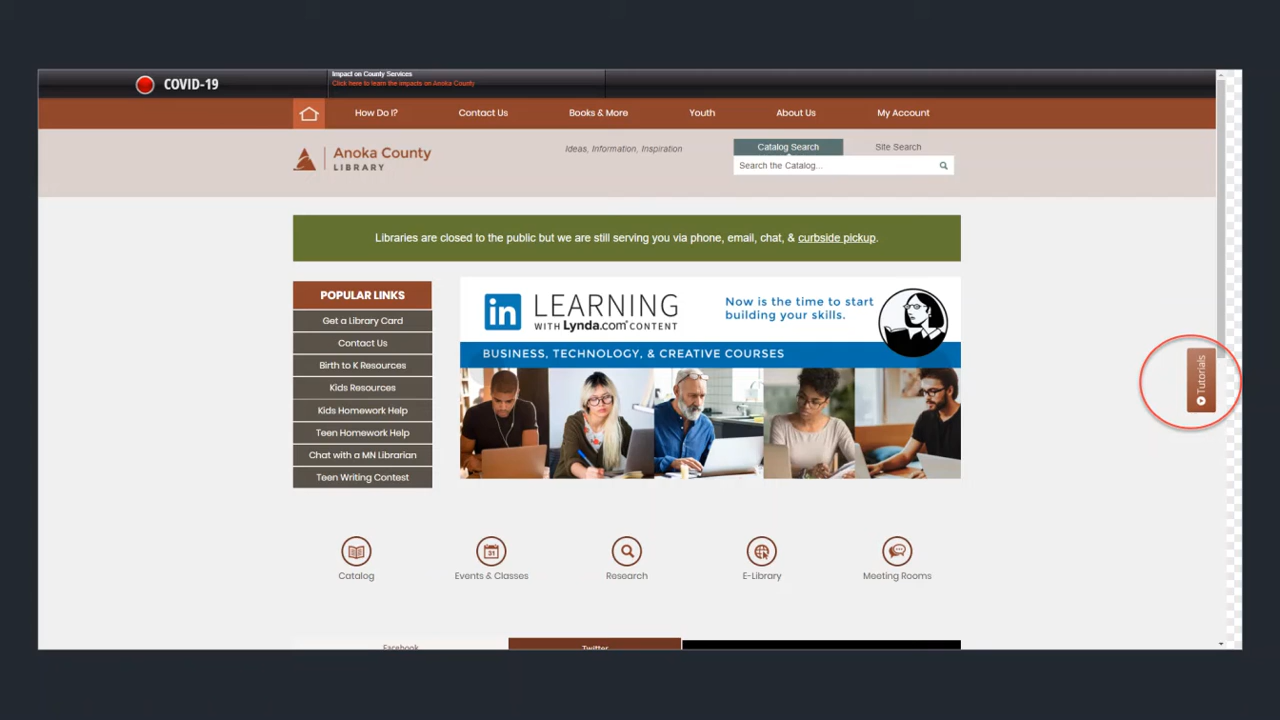 COVID-19
Impact on County Services
Click here to learn the impacts on Anoka County
How Do I?
Contact Us
Books & More
Youth
About Us
My Account
Anoka County
LIBRARY
Ideas, Information, Inspiration
Catalog Search
Site Search
Search the Catalog...
Libraries are closed to the public but we are still serving you via phone, email, chat, & curbside pickup.
POPULAR LINKS
Get a Library Card
Contact Us
Birth to K Resources
Kids Resources
Kids Homework Help
Teen Homework Help
Chat with a MN Librarian
Teen Writing Contest
in LEARNING
WITH Lynda.com® CONTENT
Now is the time to start
building your skills.
BUSINESS, TECHNOLOGY, & CREATIVE COURSES
Tutorials
31
Catalog
Events & Classes
Research
E-Library
Meeting Rooms
Facebook
Twitter